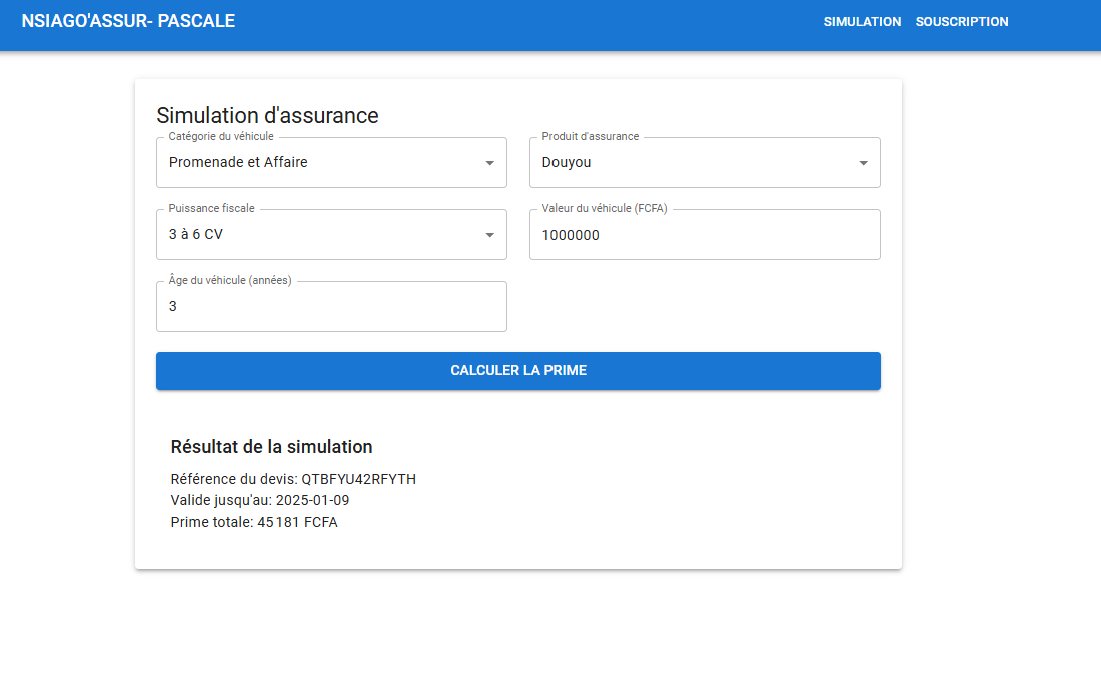 NSIAGO'ASSUR- PASCALE
SIMULATION
SOUSCRIPTION
Simulation d'assurance
Catégorie du véhicule
Promenade et Affaire
Produit d'assurance
Douyou
Puissance fiscale
3 à 6 CV
Valeur du véhicule (FCFA)
1000000
Âge du véhicule (années)
3
CALCULER LA PRIME
Résultat de la simulation
Référence du devis: QTBFYU42RFYTH
Valide jusqu'au: 2025-01-09
Prime totale: 45 181 FCFA